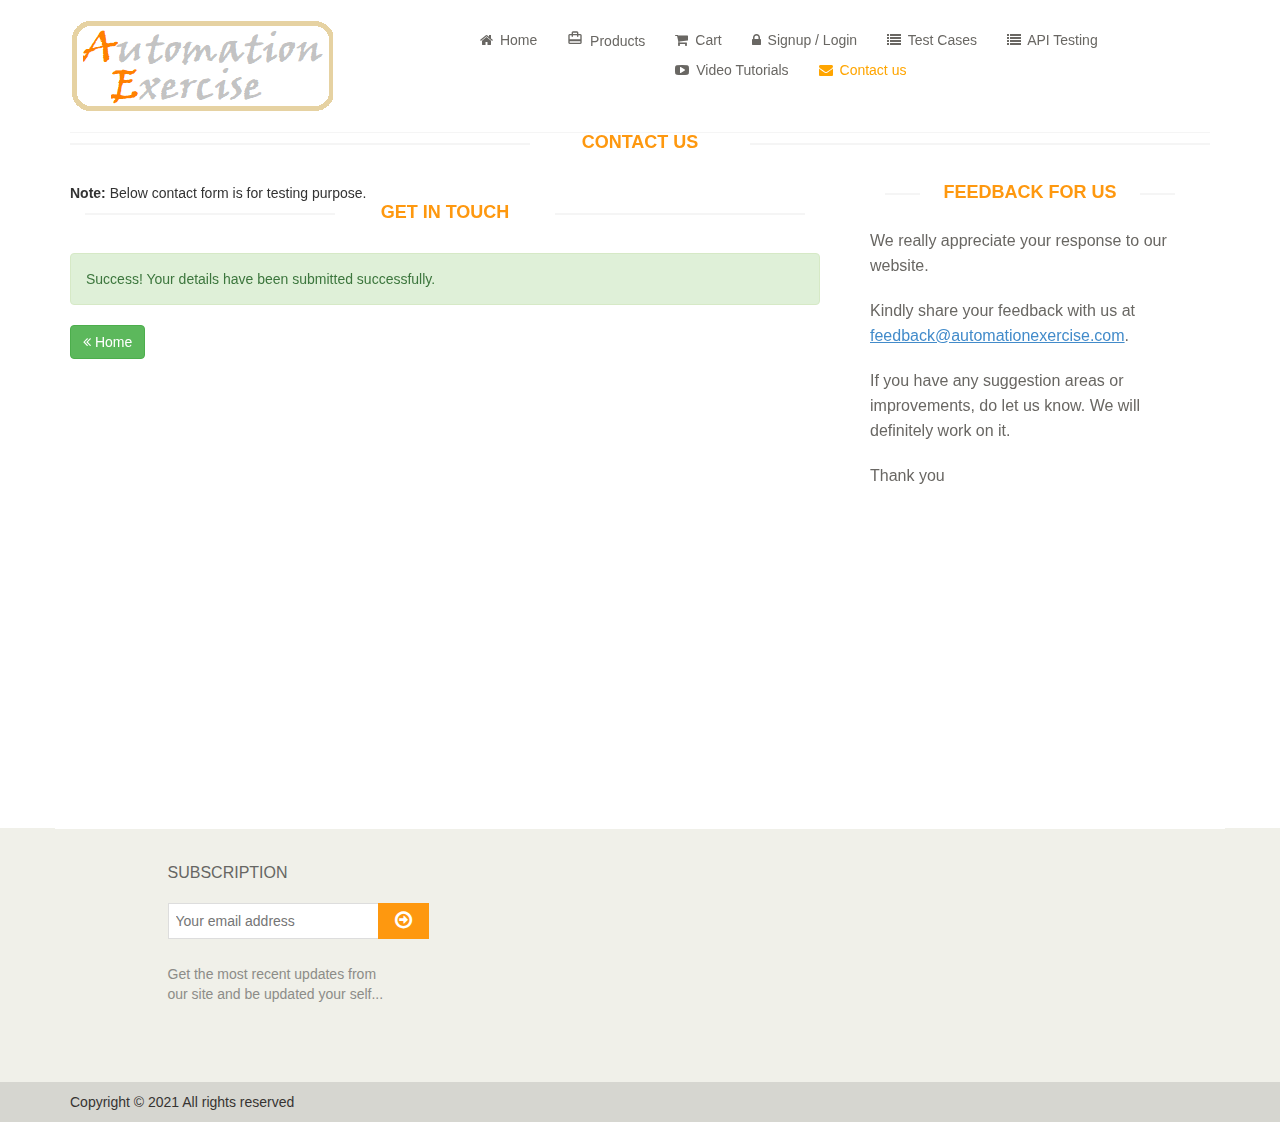 Automation
Exercise
Home
Products
Cart
Signup / Login
Test Cases
API Testing
Video Tutorials
Contact us
CONTACT US
Note: Below contact form is for testing purpose.
GET IN TOUCH
Success! Your details have been submitted successfully.
« Home
FEEDBACK FOR US
We really appreciate your response to our
website.
Kindly share your feedback with us at
feedback@automationexercise.com.
If you have any suggestion areas or
improvements, do let us know. We will
definitely work on it.
Thank you
SUBSCRIPTION
Your email address
Get the most recent updates from
our site and be updated your self...
Copyright © 2021 All rights reserved